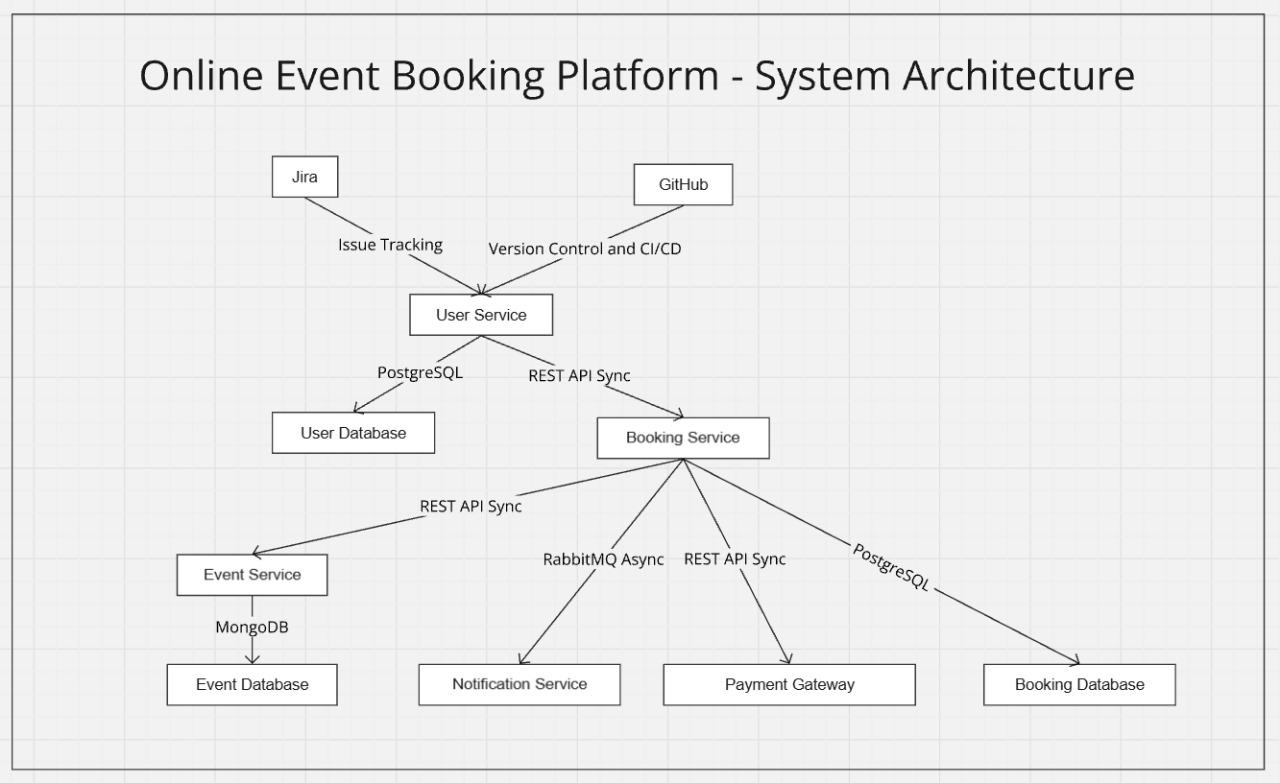 Online Event Booking Platform - System Architecture
Jira
GitHub
Issue Tracking
Version Control and CI/CD
User Service
PostgreSQL
REST API Sync
User Database
Booking Service
REST API Sync
RabbitMQ Async
REST API Sync
PostgreSQL
Event Service
MongoDB
Event Database
Notification Service
Payment Gateway
Booking Database